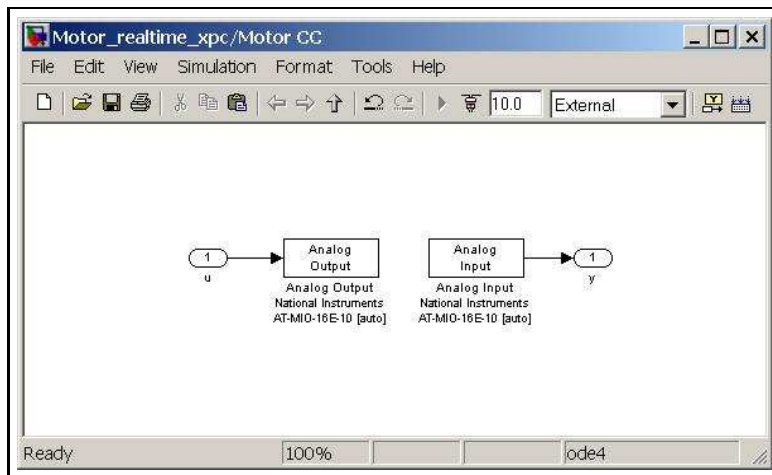 Motor_realtime_xpc/Motor CC
File Edit View Simulation Format Tools Help
10.0 External
1
u
Analog
Output
Analog Output
National Instruments
AT-MIO-16E-10 [auto]
Analog
Input
Analog Input
National Instruments
AT-MIO-16E-10 [auto]
1
y
Ready 100% ode4